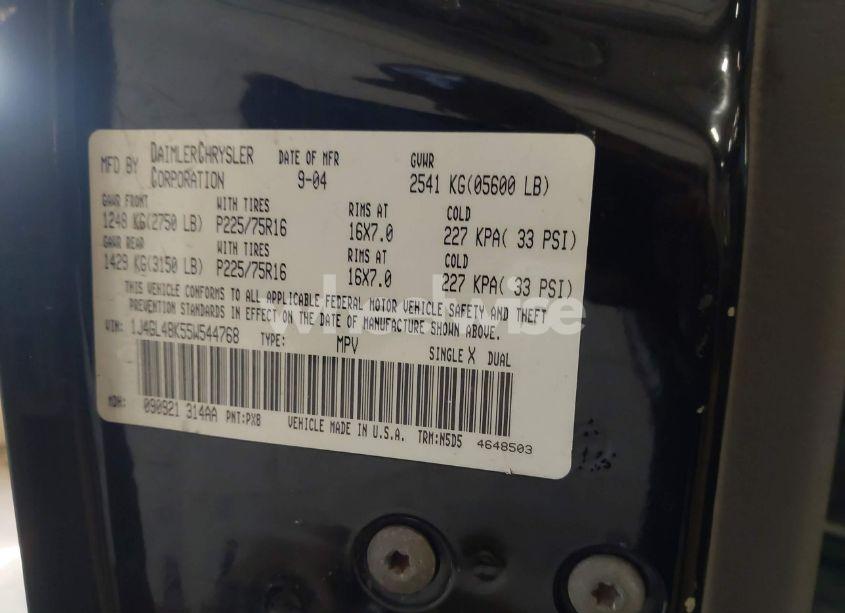 MFD BY DAIMLERCHRYSLER CORPORATION DATE OF MFR 9-04 GVWR 2541 KG(05600 LB)
GAWR FRONT WITH TIRES RIMS AT COLD
1248 KG(2750 LB) P225/75R16 16X7.0 227 KPA( 33 PSI)
GAWR REAR WITH TIRES RIMS AT COLD
1429 KG(3150 LB) P225/75R16 16X7.0 227 KPA( 33 PSI)
THIS VEHICLE CONFORMS TO ALL APPLICABLE FEDERAL MOTOR VEHICLE SAFETY AND THEFT
PREVENTION STANDARDS IN EFFECT ON THE DATE OF MANUFACTURE SHOWN ABOVE.
VIN: 1J4GL48K55W544768 TYPE: MPV SINGLE X DUAL
MDH: 090921 314AA PNT:PX8 VEHICLE MADE IN U.S.A. TRM:N5D5 4648503